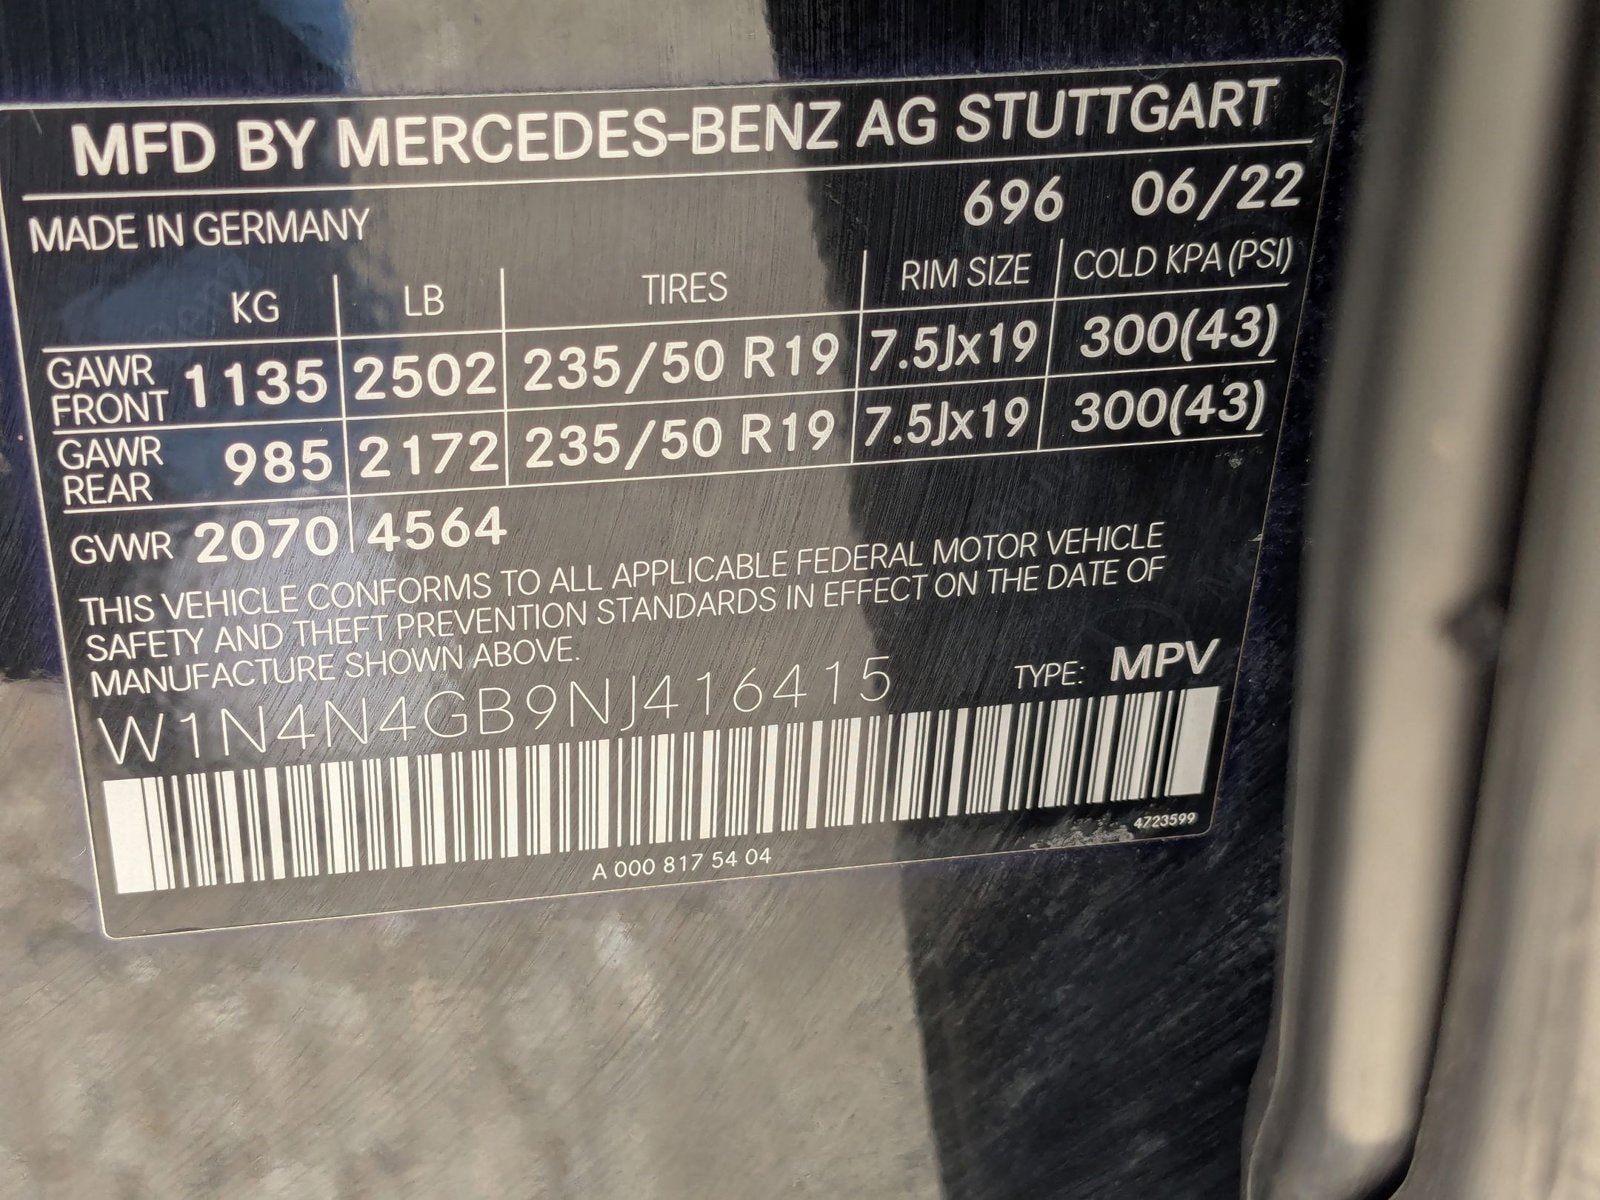 MFD BY MERCEDES-BENZ AG STUTTGART
MADE IN GERMANY 696 06/22
KG LB TIRES RIM SIZE COLD KPA (PSI)
GAWR FRONT 1135 2502 235/50 R19 7.5Jx19 300(43)
GAWR REAR 985 2172 235/50 R19 7.5Jx19 300(43)
GVWR 2070 4564
THIS VEHICLE CONFORMS TO ALL APPLICABLE FEDERAL MOTOR VEHICLE
SAFETY AND THEFT PREVENTION STANDARDS IN EFFECT ON THE DATE OF
MANUFACTURE SHOWN ABOVE.
W1N4N4GB9NJ416415 TYPE: MPV
4723599
A 000 817 54 04